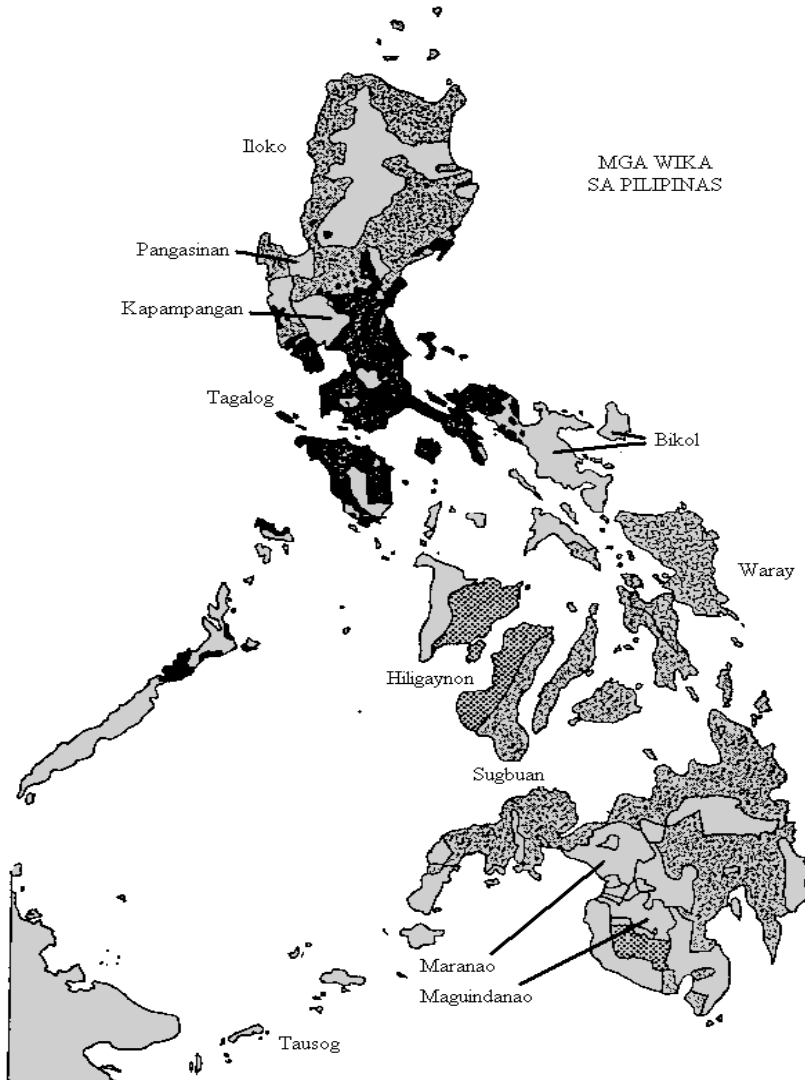 Iloko
MGA WIKA
SA PILIPINAS
Pangasinan
Kapampangan
Tagalog
Bikol
Waray
Hiligaynon
Sugbuan
Maranao
Maguindanao
Tausog